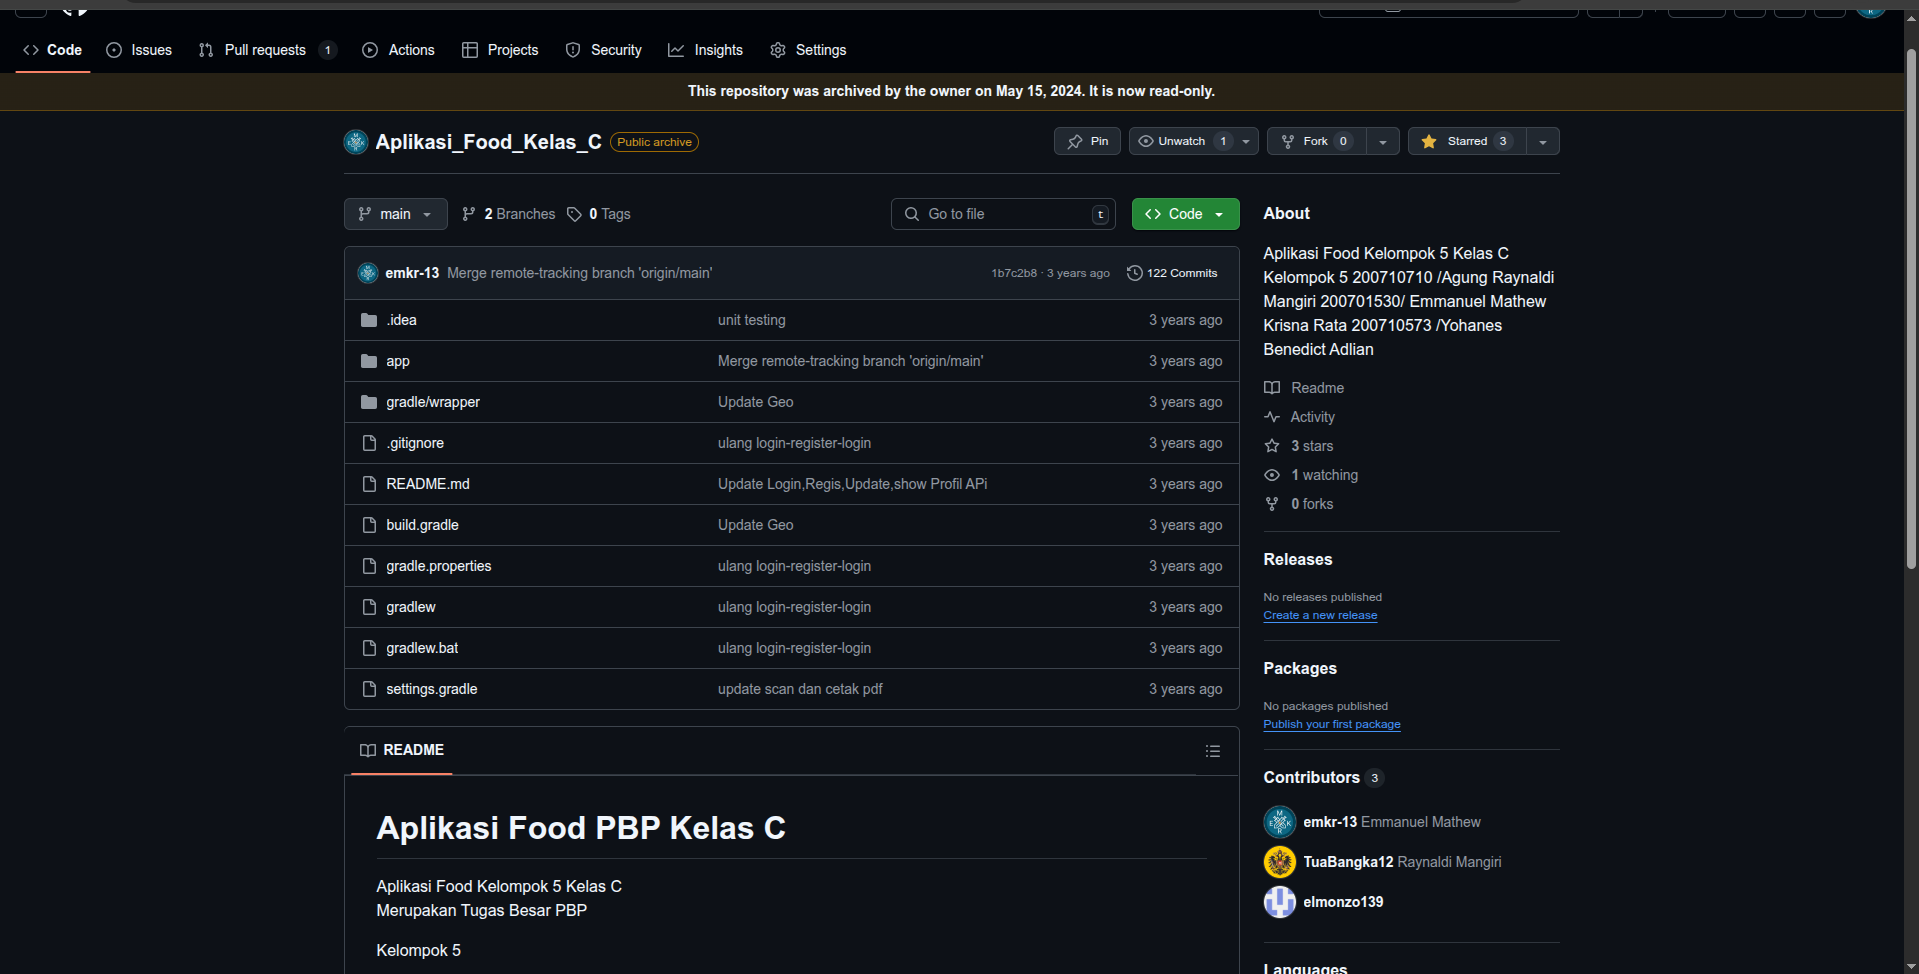 Code Issues Pull requests 1 Actions Projects Security Insights Settings
This repository was archived by the owner on May 15, 2024. It is now read-only.
Aplikasi_Food_Kelas_C Public archive Pin Unwatch 1 Fork 0 Starred 3
main 2 Branches 0 Tags Go to file t Code
emkr-13 Merge remote-tracking branch 'origin/main' 1b7c2b8 · 3 years ago 122 Commits
.idea unit testing 3 years ago
app Merge remote-tracking branch 'origin/main' 3 years ago
gradle/wrapper Update Geo 3 years ago
.gitignore ulang login-register-login 3 years ago
README.md Update Login,Regis,Update,show Profil APi 3 years ago
build.gradle Update Geo 3 years ago
gradle.properties ulang login-register-login 3 years ago
gradlew ulang login-register-login 3 years ago
gradlew.bat ulang login-register-login 3 years ago
settings.gradle update scan dan cetak pdf 3 years ago
README
Aplikasi Food PBP Kelas C
Aplikasi Food Kelompok 5 Kelas C
Merupakan Tugas Besar PBP
Kelompok 5
About
Aplikasi Food Kelompok 5 Kelas C
Kelompok 5 200710710 /Agung Raynaldi
Mangiri 200701530/ Emmanuel Mathew
Krisna Rata 200710573 /Yohanes
Benedict Adlian
Readme
Activity
3 stars
1 watching
0 forks
Releases
No releases published
Create a new release
Packages
No packages published
Publish your first package
Contributors 3
emkr-13 Emmanuel Mathew
TuaBangka12 Raynaldi Mangiri
elmonzo139
Languages